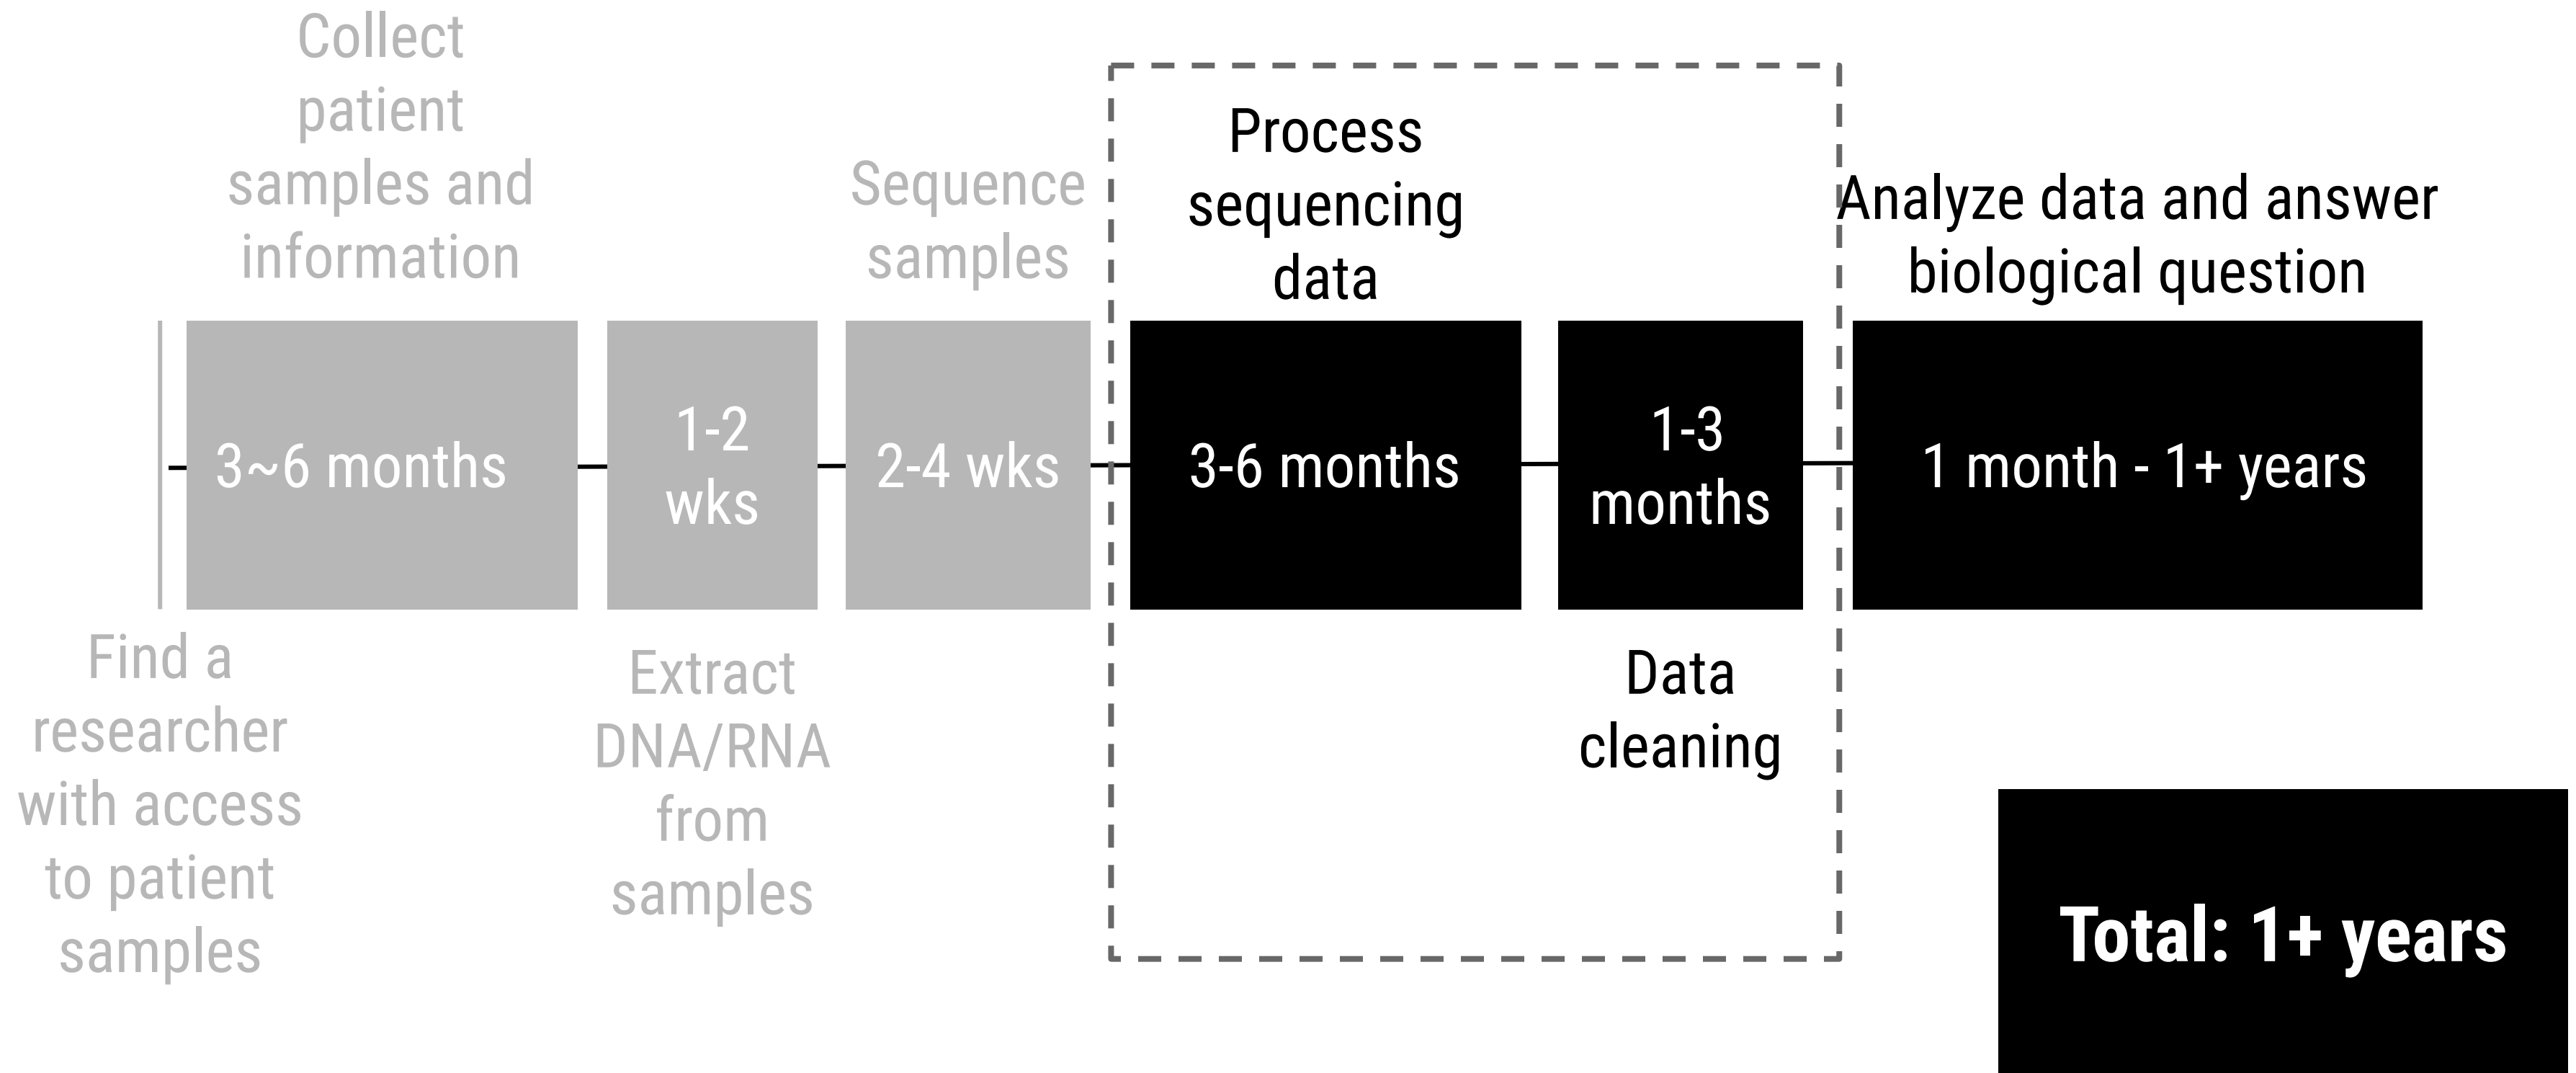 Collect
patient
samples and
information
Sequence
samples
Process
sequencing
data
Analyze data and answer
biological question
3~6 months
1-2
wks
2-4 wks
3-6 months
1-3
months
1 month - 1+ years
Find a
researcher
with access
to patient
samples
Extract
DNA/RNA
from
samples
Data
cleaning
Total: 1+ years